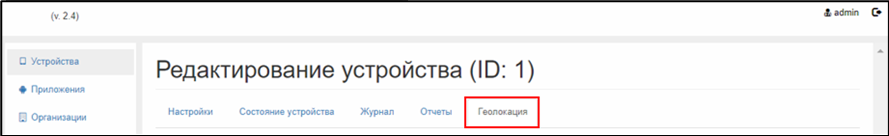 (v. 2.4)
admin
Устройства
Приложения
Организации
Редактирование устройства (ID: 1)
Настройки Состояние устройства Журнал Отчеты Геолокация